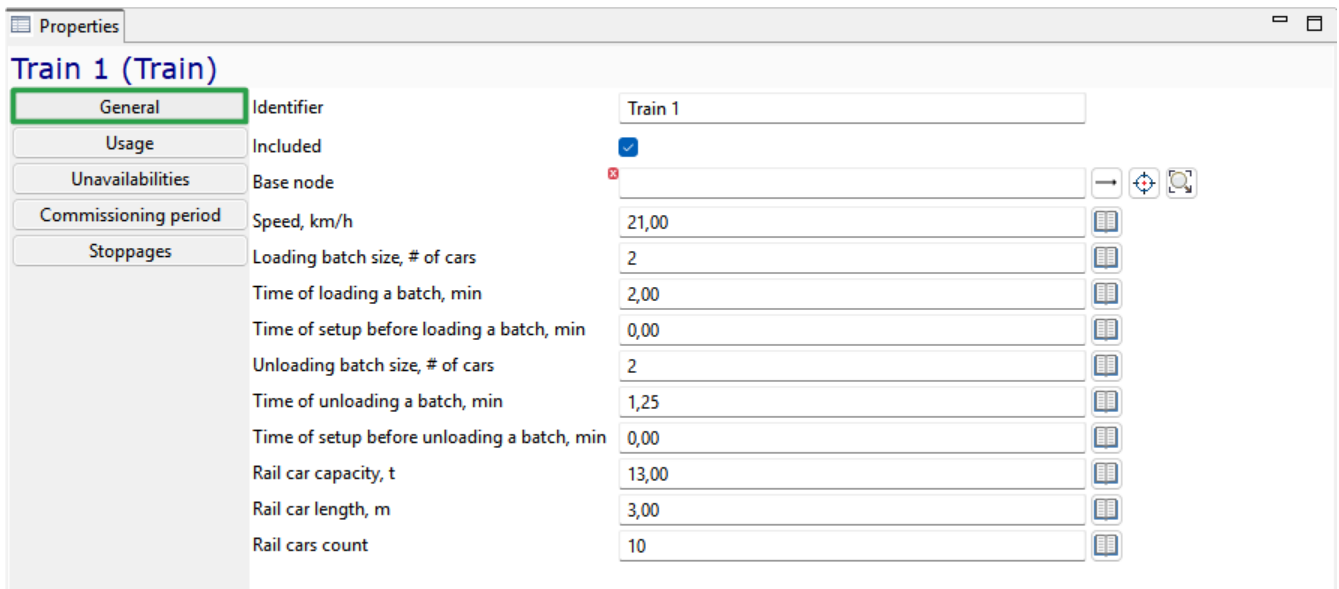 Properties
Train 1 (Train)
General
Usage
Unavailabilities
Commissioning period
Stoppages
Identifier Train 1
Included
Base node
Speed, km/h 21,00
Loading batch size, # of cars 2
Time of loading a batch, min 2,00
Time of setup before loading a batch, min 0,00
Unloading batch size, # of cars 2
Time of unloading a batch, min 1,25
Time of setup before unloading a batch, min 0,00
Rail car capacity, t 13,00
Rail car length, m 3,00
Rail cars count 10